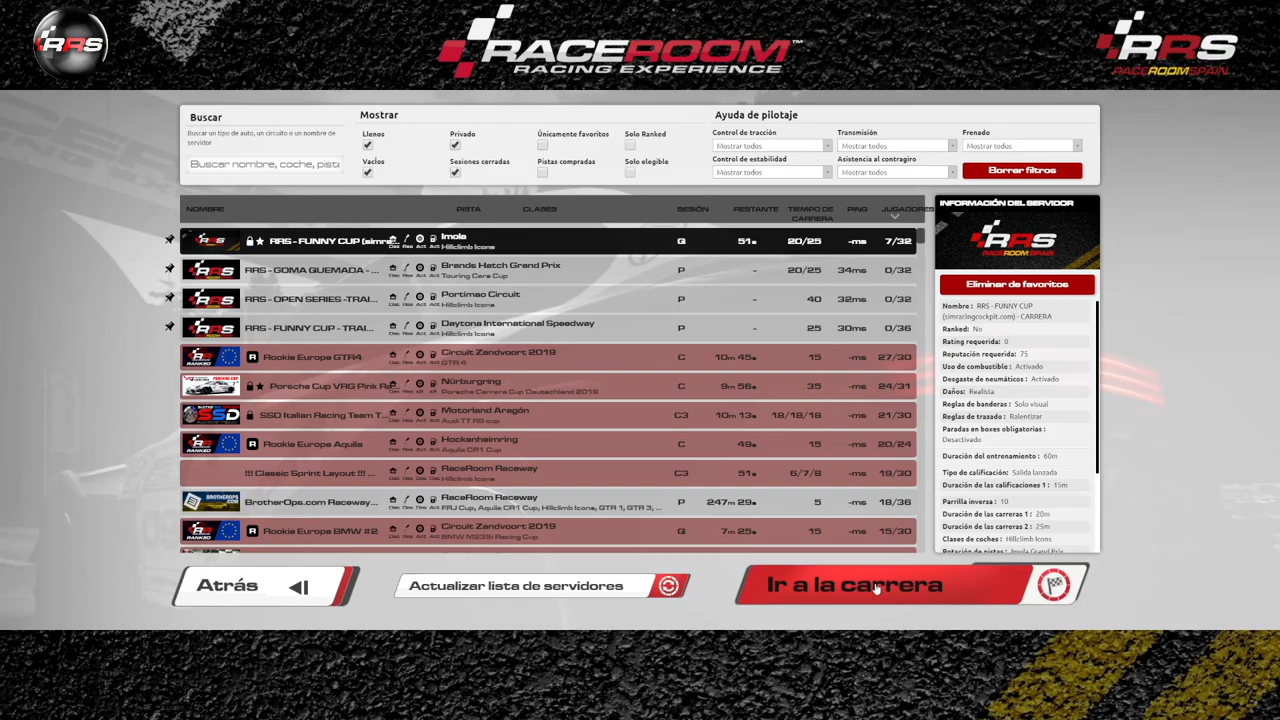 RRS
RACEROOM™
RACING EXPERIENCE
RRS
RACEROOMSPAIN
Buscar
Buscar un tipo de auto, un circuito o un nombre de
servidor
Buscar nombre, coche, pista
Mostrar
Llenos
Privado
Únicamente favoritos
Solo Ranked
Vacíos
Sesiones cerradas
Pistas compradas
Solo elegible
Ayuda de pilotaje
Control de tracción
Transmisión
Frenado
Mostrar todos
Mostrar todos
Mostrar todos
Control de estabilidad
Asistencia al contragiro
Mostrar todos
Mostrar todos
Borrar filtros
NOMBRE PISTA CLASES SESIÓN RESTANTE TIEMPO DE CARRERA PING JUGADORES
RRS - FUNNY CUP (simra... Imola Q 51s 20/25 -ms 7/32
Hillclimb Icons
RRS - GOMA QUEMADA - ... Brands Hatch Grand Prix P - 20/25 34ms 0/32
Touring Cars Cup
RRS - OPEN SERIES -TRAI... Portimao Circuit P - 40 32ms 0/32
Hillclimb Icons
RRS - FUNNY CUP - TRAI... Daytona International Speedway P - 25 30ms 0/36
Hillclimb Icons
R Rookie Europe GTR4 Circuit Zandvoort 2019 C 10m 45s 15 -ms 27/30
GTR 4
Porsche Cup VRG Pink Ra... Nürburgring C 9m 56s 35 -ms 24/31
Porsche Carrera Cup Deutschland 2019
SSD Italian Racing Team T... Motorland Aragón C3 10m 13s 18/18/18 -ms 21/30
Audi TT RS cup
R Rookie Europe Aquila Hockenheimring C 49s 15 -ms 20/24
Aquila CR1 Cup
!!! Classic Sprint Layout !!! ... RaceRoom Raceway C3 51s 6/7/8 -ms 19/30
Hillclimb Icons
BrotherOps.com Raceway... RaceRoom Raceway P 247m 29s 5 -ms 18/36
FRJ Cup, Aquila CR1 Cup, Hillclimb Icons, GTR 1, GTR 3, ...
R Rookie Europe BMW #2 Circuit Zandvoort 2019 Q 7m 25s 15 -ms 15/30
BMW M235i Racing Cup
INFORMACIÓN DEL SERVIDOR
RRS
ROOM
Eliminar de favoritos
Nombre : RRS - FUNNY CUP
(simracingcockpit.com) - CARRERA
Ranked: No
Rating requerida: 0
Reputación requerida: 75
Uso de combustible: Activado
Desgaste de neumáticos: Activado
Daños: Realista
Reglas de banderas : Solo visual
Reglas de trazado : Ralentizar
Paradas en boxes obligatorias :
Desactivado
Duración del entrenamiento : 60m
Tipo de calificación: Salida lanzada
Duración de las calificaciones 1 : 15m
Parrilla inversa : 10
Duración de las carreras 1 : 20m
Duración de las carreras 2 : 25m
Clases de coches : Hillclimb Icons
Rotación de pistas : Imola Grand Prix
Atrás
Actualizar lista de servidores
Ir a la carrera